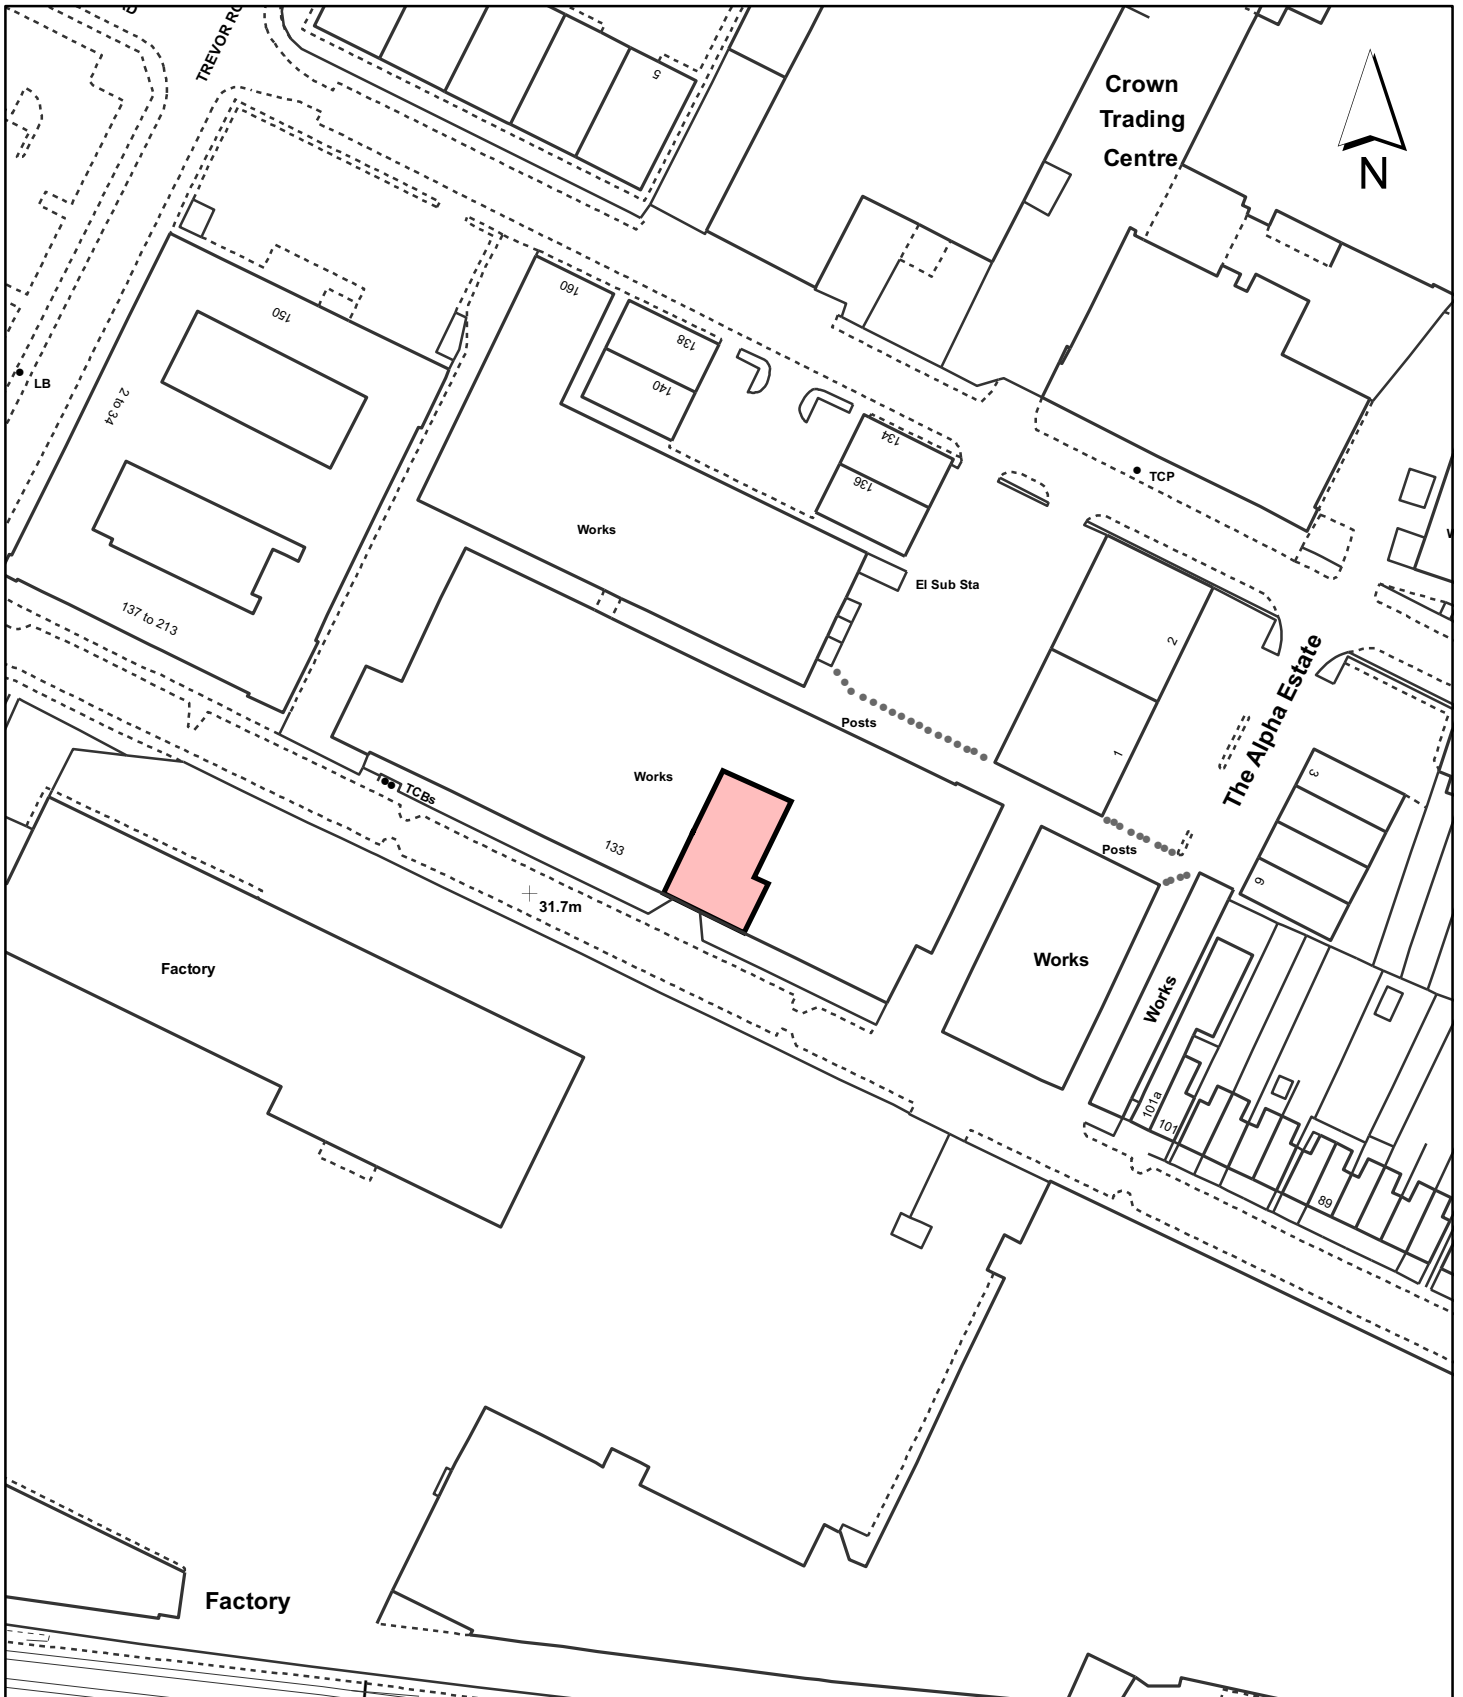 TREVOR RO
5
Crown
Trading
Centre
N
160
150
138
140
LB
2 to 34
134
136
TCP
Works
El Sub Sta
137 to 213
2
The Alpha Estate
Posts
1
Works
TCBs
3
133
Posts
9
31.7m
Works
Factory
Works
101a
101
89
Factory